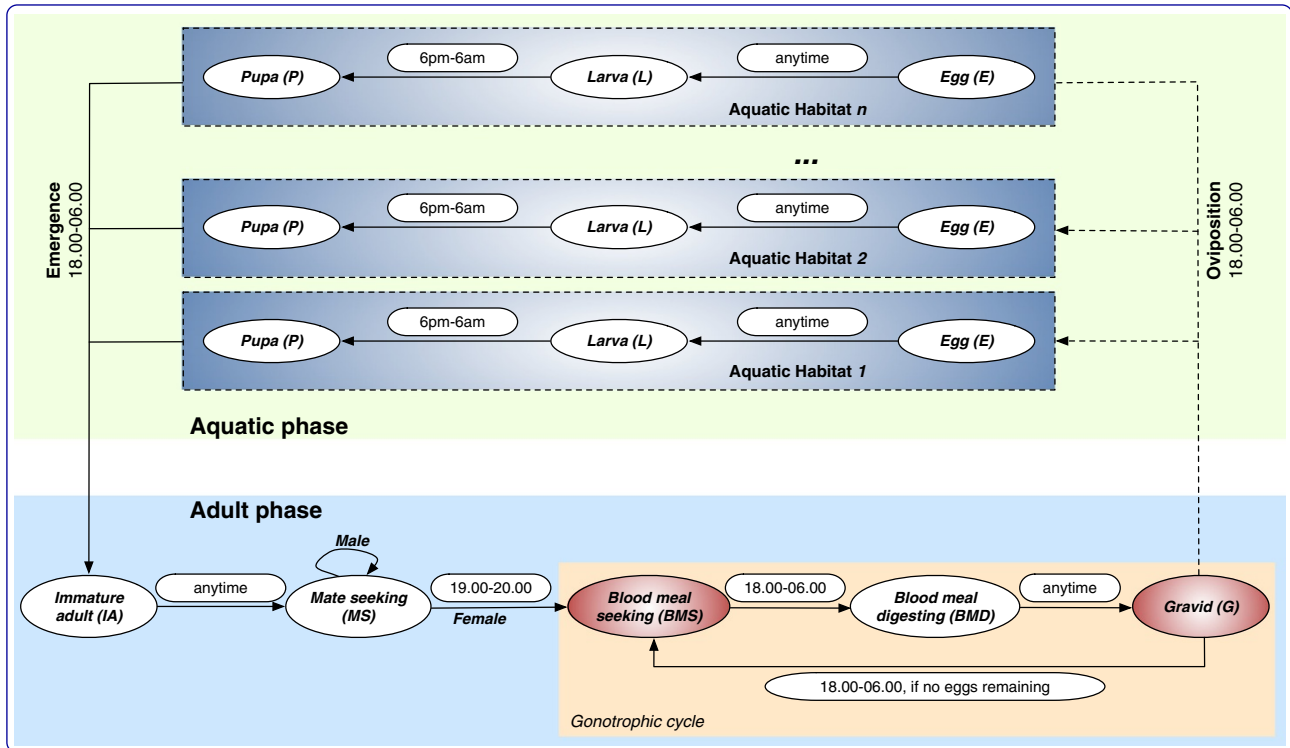 6pm-6am
anytime
Pupa (P)
Larva (L)
Egg (E)
Aquatic Habitat n
...
6pm-6am
anytime
Pupa (P)
Larva (L)
Egg (E)
Aquatic Habitat 2
6pm-6am
anytime
Pupa (P)
Larva (L)
Egg (E)
Aquatic Habitat 1
Emergence
18.00-06.00
Oviposition
18.00-06.00
Aquatic phase
Adult phase
Immature
adult (IA)
anytime
Male
Mate seeking
(MS)
19.00-20.00
Female
Blood meal
seeking (BMS)
18.00-06.00
Blood meal
digesting (BMD)
anytime
Gravid (G)
18.00-06.00, if no eggs remaining
Gonotrophic cycle